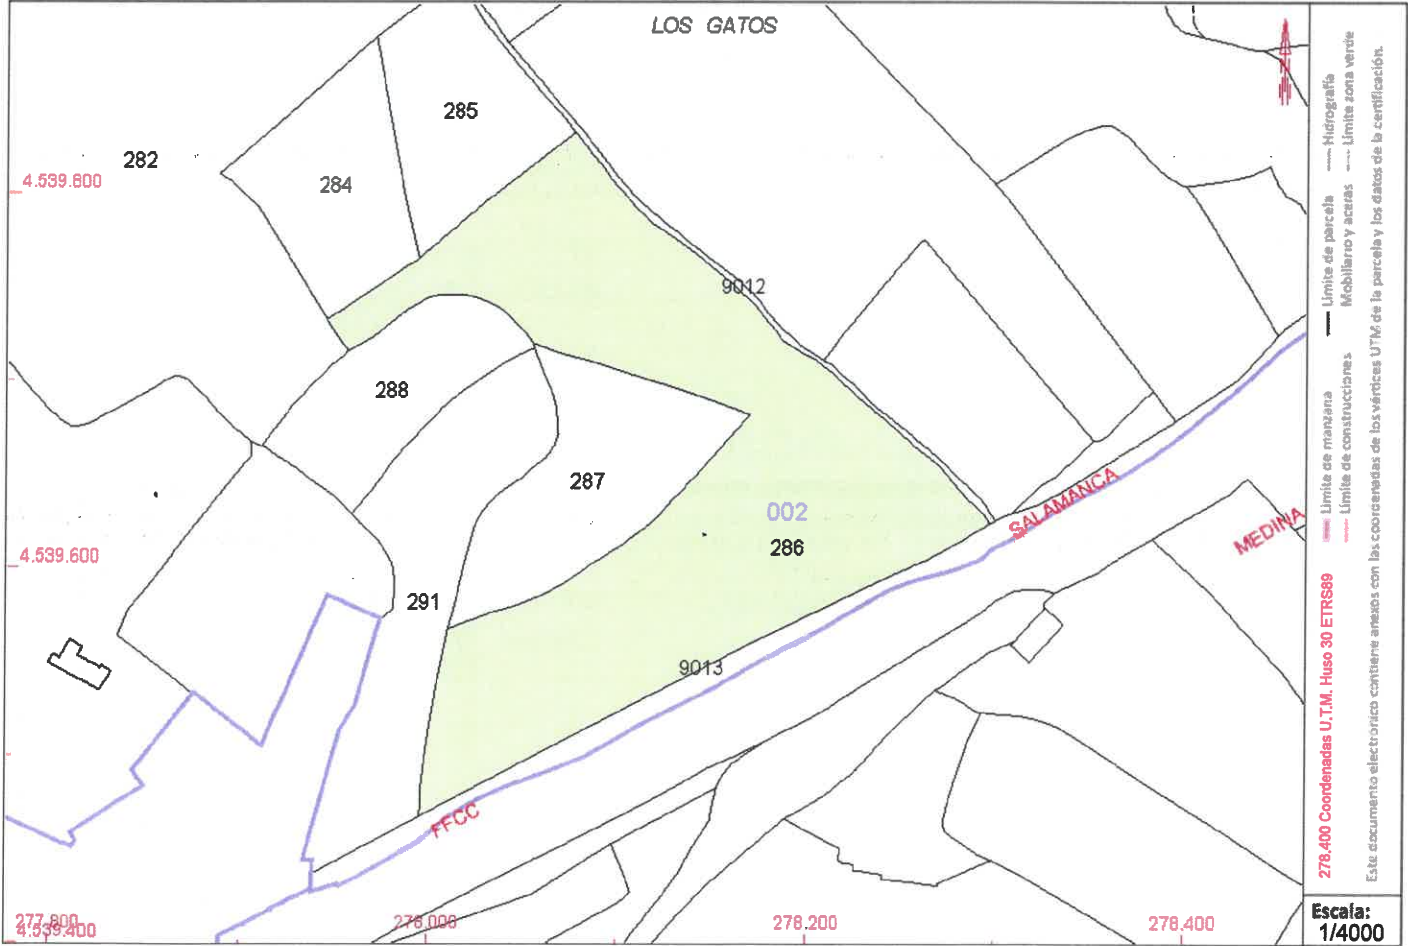 LOS GATOS
285
282
4.539.800
284
9012
288
287
002
286
SALAMANCA
MEDINA
4.539.600
291
9013
FFCC
277.800
4.539.400
278.000
278.200
278.400
N
278.400 Coordenadas U.T.M. Huso 30 ETRS89
Límite de manzana
Límite de parcela
Hidrografía
Límite de construcciones
Mobiliario y aceras
Límite zona verde
Este documento electrónico contiene anexos con las coordenadas de los vértices UTM de la parcela y los datos de la certificación.
Escala:
1/4000